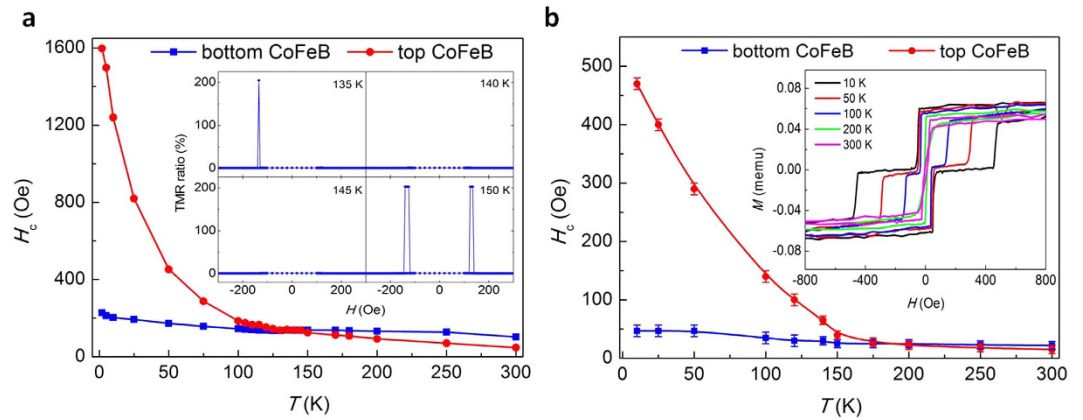 a
bottom CoFeB
top CoFeB
1600
1200
800
400
0
Hc (Oe)
0
50
100
150
200
250
300
T (K)
200
100
0
200
100
0
TMR ratio (%)
135 K
140 K
145 K
150 K
-200
0
200
-200
0
200
H (Oe)
b
bottom CoFeB
top CoFeB
500
400
300
200
100
0
Hc (Oe)
0
50
100
150
200
250
300
T (K)
10 K
50 K
100 K
200 K
300 K
0.08
0.04
0.00
-0.04
-0.08
M (memu)
-800
-400
0
400
800
H (Oe)